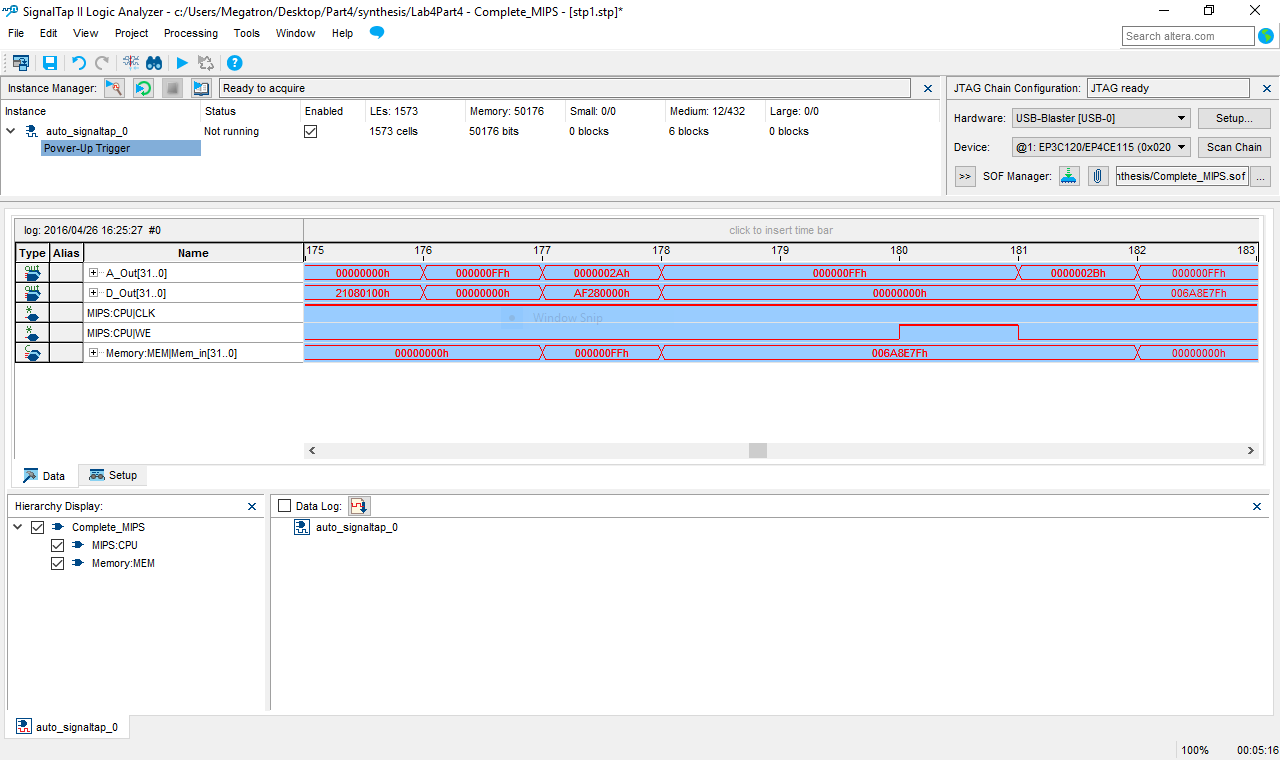 SignalTap II Logic Analyzer - c:/Users/Megatron/Desktop/Part4/synthesis/Lab4Part4 - Complete_MIPS - [stp1.stp]*
File Edit View Project Processing Tools Window Help
Search altera.com
Instance Manager: Ready to acquire
JTAG Chain Configuration: JTAG ready
Instance Status Enabled LEs: 1573 Memory: 50176 Small: 0/0 Medium: 12/432 Large: 0/0
auto_signaltap_0 Not running 1573 cells 50176 bits 0 blocks 6 blocks 0 blocks
Power-Up Trigger
Hardware: USB-Blaster [USB-0] Setup...
Device: @1: EP3C120/EP4CE115 (0x020 Scan Chain
>> SOF Manager: nthesis/Complete_MIPS.sof ...
log: 2016/04/26 16:25:27 #0 click to insert time bar
Type Alias Name 175 176 177 178 179 180 181 182 183
out A_Out[31..0] 00000000h 000000FFh 0000002Ah 000000FFh 0000002Bh 000000FFh
out D_Out[31..0] 21080100h 00000000h AF280000h 00000000h 006A8E7Fh
* MIPS:CPU|CLK
Window Snip
* MIPS:CPU|WE
Memory:MEM|Mem_in[31..0] 00000000h 000000FFh 006A8E7Fh 00000000h
Data Setup
Hierarchy Display:
Complete_MIPS
MIPS:CPU
Memory:MEM
Data Log:
auto_signaltap_0
auto_signaltap_0
100% 00:05:16